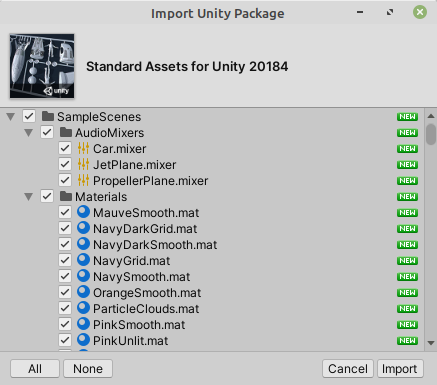 Import Unity Package
unity
Standard Assets for Unity 20184
SampleScenes NEW
AudioMixers NEW
Car.mixer NEW
JetPlane.mixer NEW
PropellerPlane.mixer NEW
Materials NEW
MauveSmooth.mat NEW
NavyDarkGrid.mat NEW
NavyDarkSmooth.mat NEW
NavyGrid.mat NEW
NavySmooth.mat NEW
OrangeSmooth.mat NEW
ParticleClouds.mat NEW
PinkSmooth.mat NEW
PinkUnlit.mat NEW
All None Cancel Import